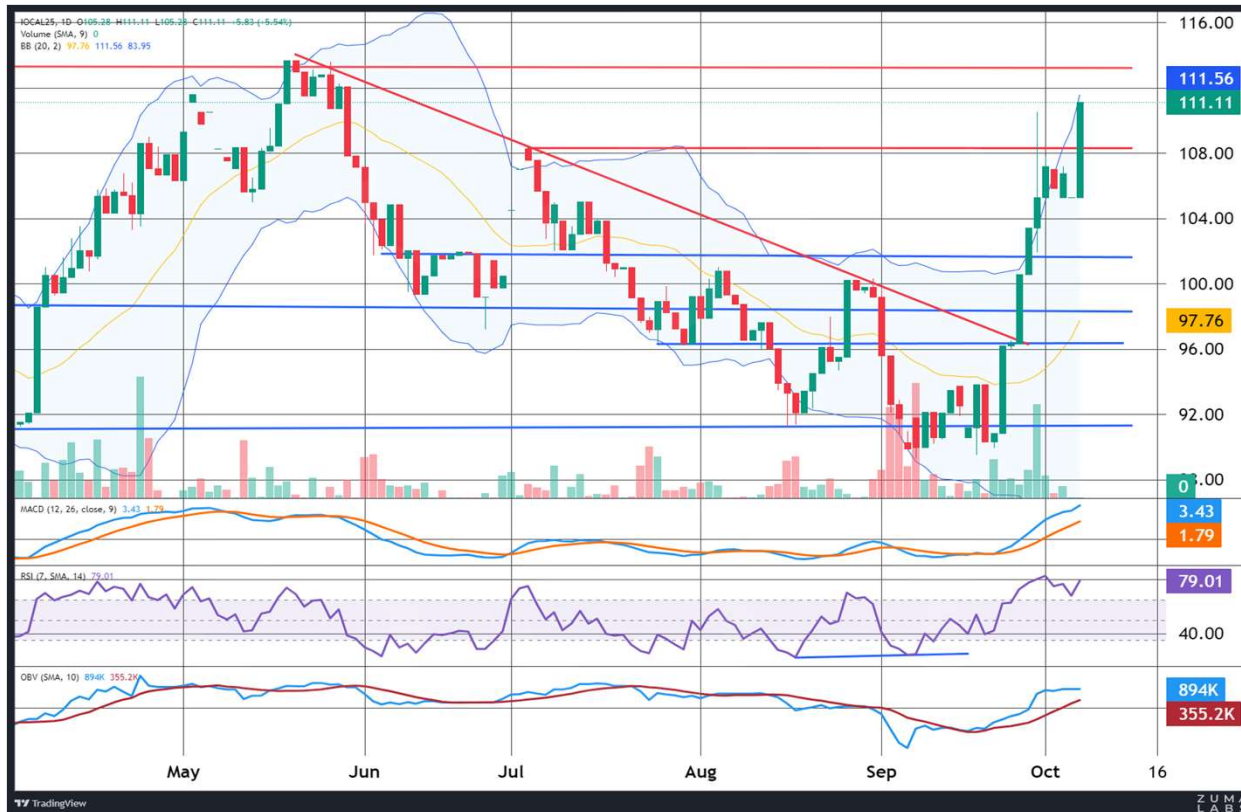 IOCAL25, 1D O105.28 H111.11 L105.28 C111.11 +5.83 (+5.54%)
Volume (SMA, 9) 0
BB (20, 2) 97.76 111.56 83.95
116.00
111.56
111.11
108.00
104.00
100.00
97.76
96.00
92.00
.00
0
MACD (12, 26, close, 9) 3.43 1.79
3.43
1.79
RSI (7, SMA, 14) 79.01
79.01
40.00
OBV (SMA, 10) 894K 355.2K
894K
355.2K
May Jun Jul Aug Sep Oct 16
TradingView